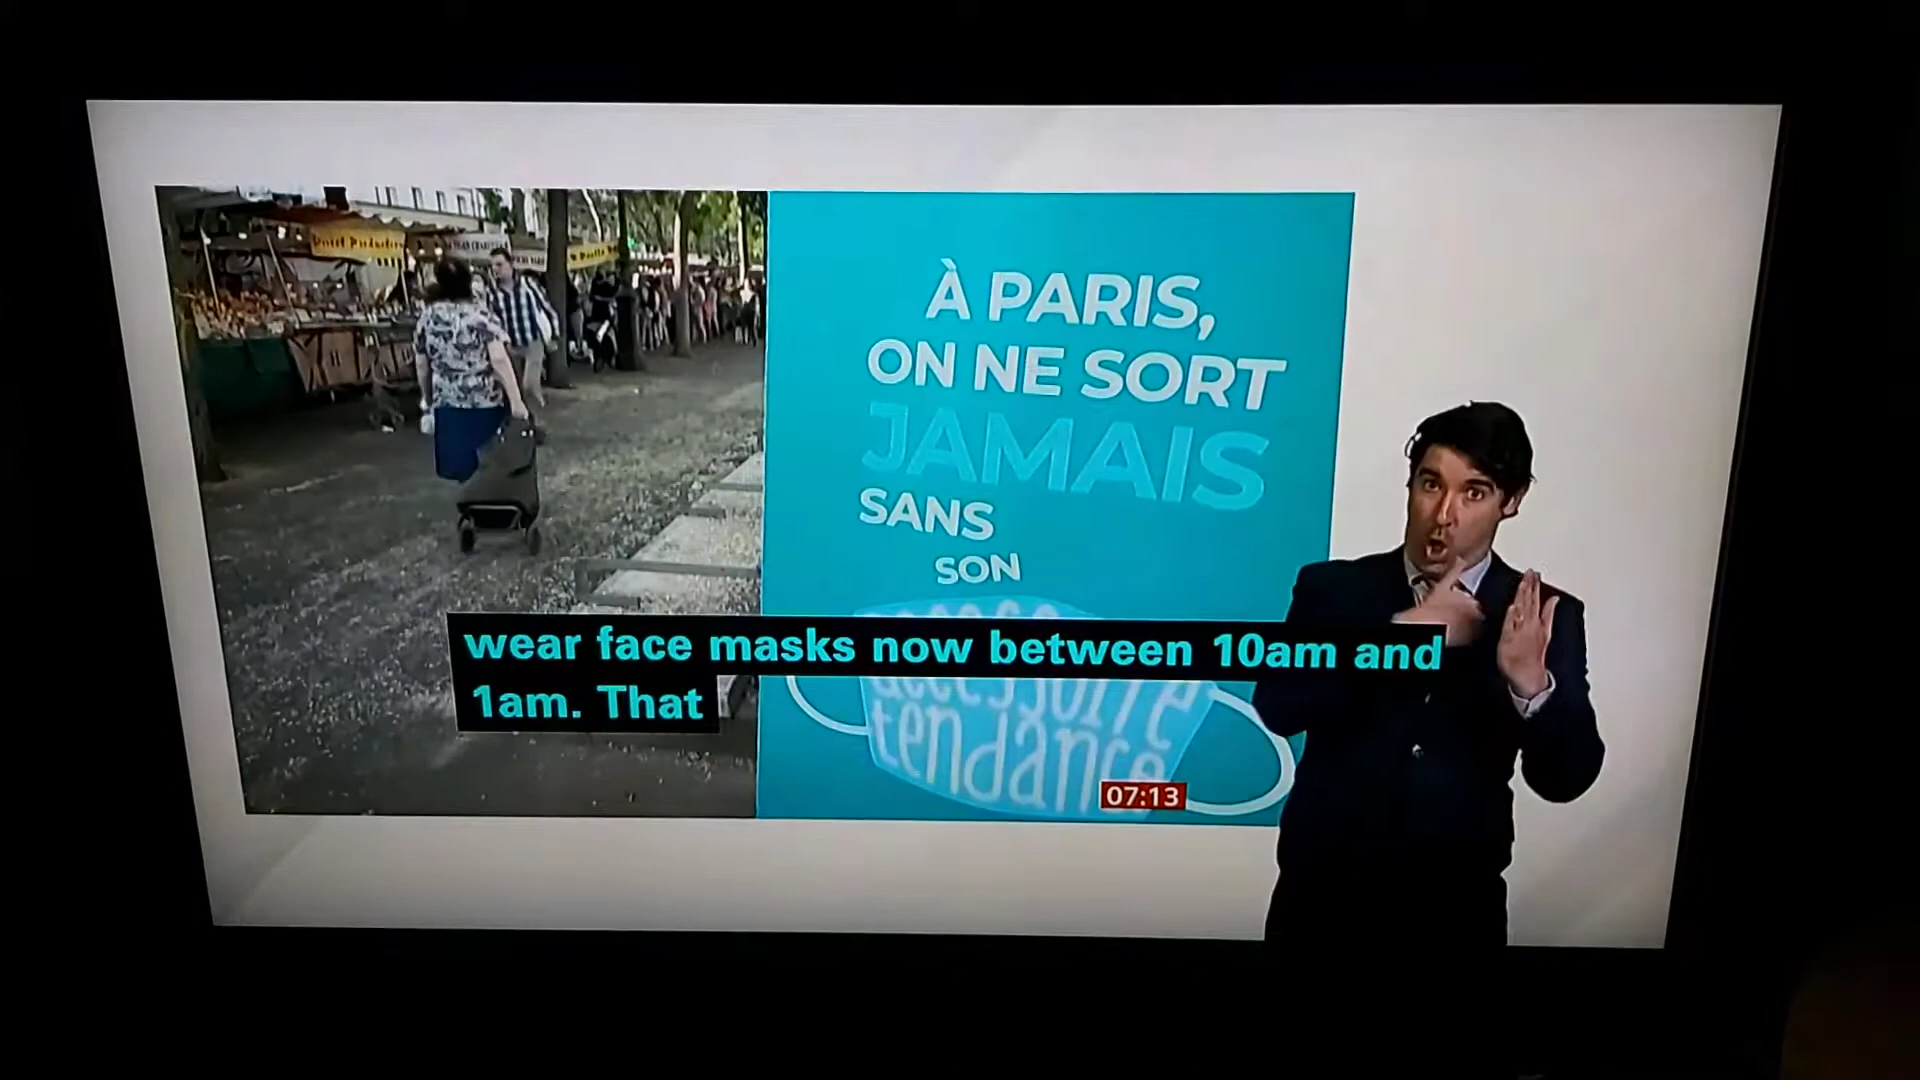 À PARIS,
ON NE SORT
JAMAIS
SANS
SON
wear face masks now between 10am and
1am. That
tendance
07:13